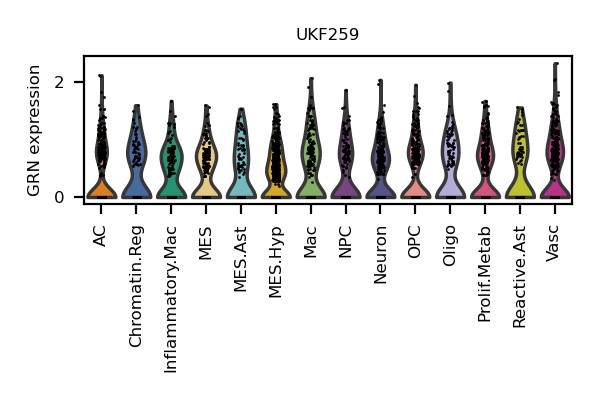 UKF259
GRN expression
2
0
AC
Chromatin.Reg
Inflammatory.Mac
MES
MES.Ast
MES.Hyp
Mac
NPC
Neuron
OPC
Oligo
Prolif.Metab
Reactive.Ast
Vasc